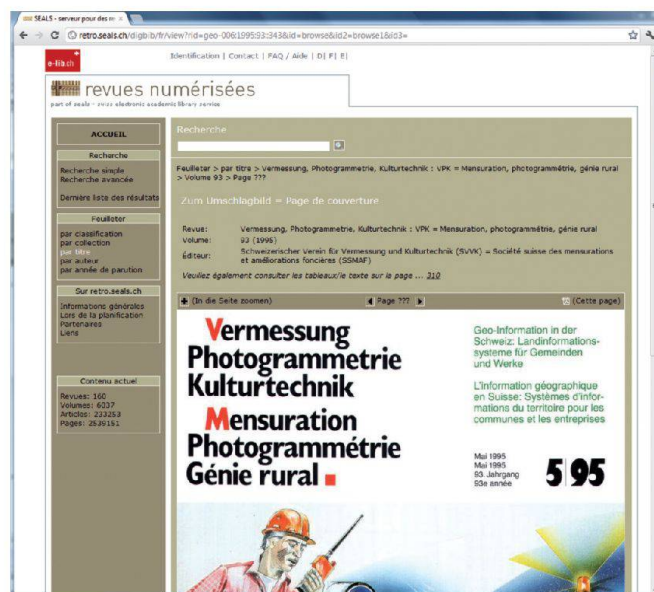 SEALS - serveur pour des re
retro.seals.ch/digbib/fr/view?rid=geo-006:1995:93:343&id=browse&id2=browse1&id3=
e-lib.ch
Identification | Contact | FAQ / Aide | D| F| E|
revues numérisées
part of seals - swiss electronic academic library service
ACCUEIL
Recherche
Recherche simple
Recherche avancée
Dernière liste des résultats
Feuilleter
par classification
par collection
par titre
par auteur
par année de parution
Sur retro.seals.ch
Informations générales
Lors de la planification
Partenaires
Liens
Contenu actuel
Revues: 160
Volumes: 6037
Articles: 233253
Pages: 2539151
Recherche
Feuilleter > par titre > Vermessung, Photogrammetrie, Kulturtechnik : VPK = Mensuration, photogrammétrie, génie rural
> Volume 93 > Page ???
Zum Umschlagbild = Page de couverture
Revue: Vermessung, Photogrammetrie, Kulturtechnik : VPK = Mensuration, photogrammétrie, génie rural
Volume: 93 (1995)
éditeur: Schweizerischer Verein für Vermessung und Kulturtechnik (SVVK) = Société suisse des mensurations
et améliorations foncières (SSMAF)
Veuillez également consulter les tableaux/le texte sur la page ... 310
(In die Seite zoomen)
Page ???
(Cette page)
Vermessung
Photogrammetrie
Kulturtechnik
Mensuration
Photogrammétrie
Génie rural
Geo-Information in der
Schweiz: Landinformations-
systeme für Gemeinden
und Werke
L'information géographique
en Suisse: Systèmes d'infor-
mations du territoire pour les
communes et les entreprises
Mai 1995
Mai 1995
93. Jahrgang
93e année
5 95